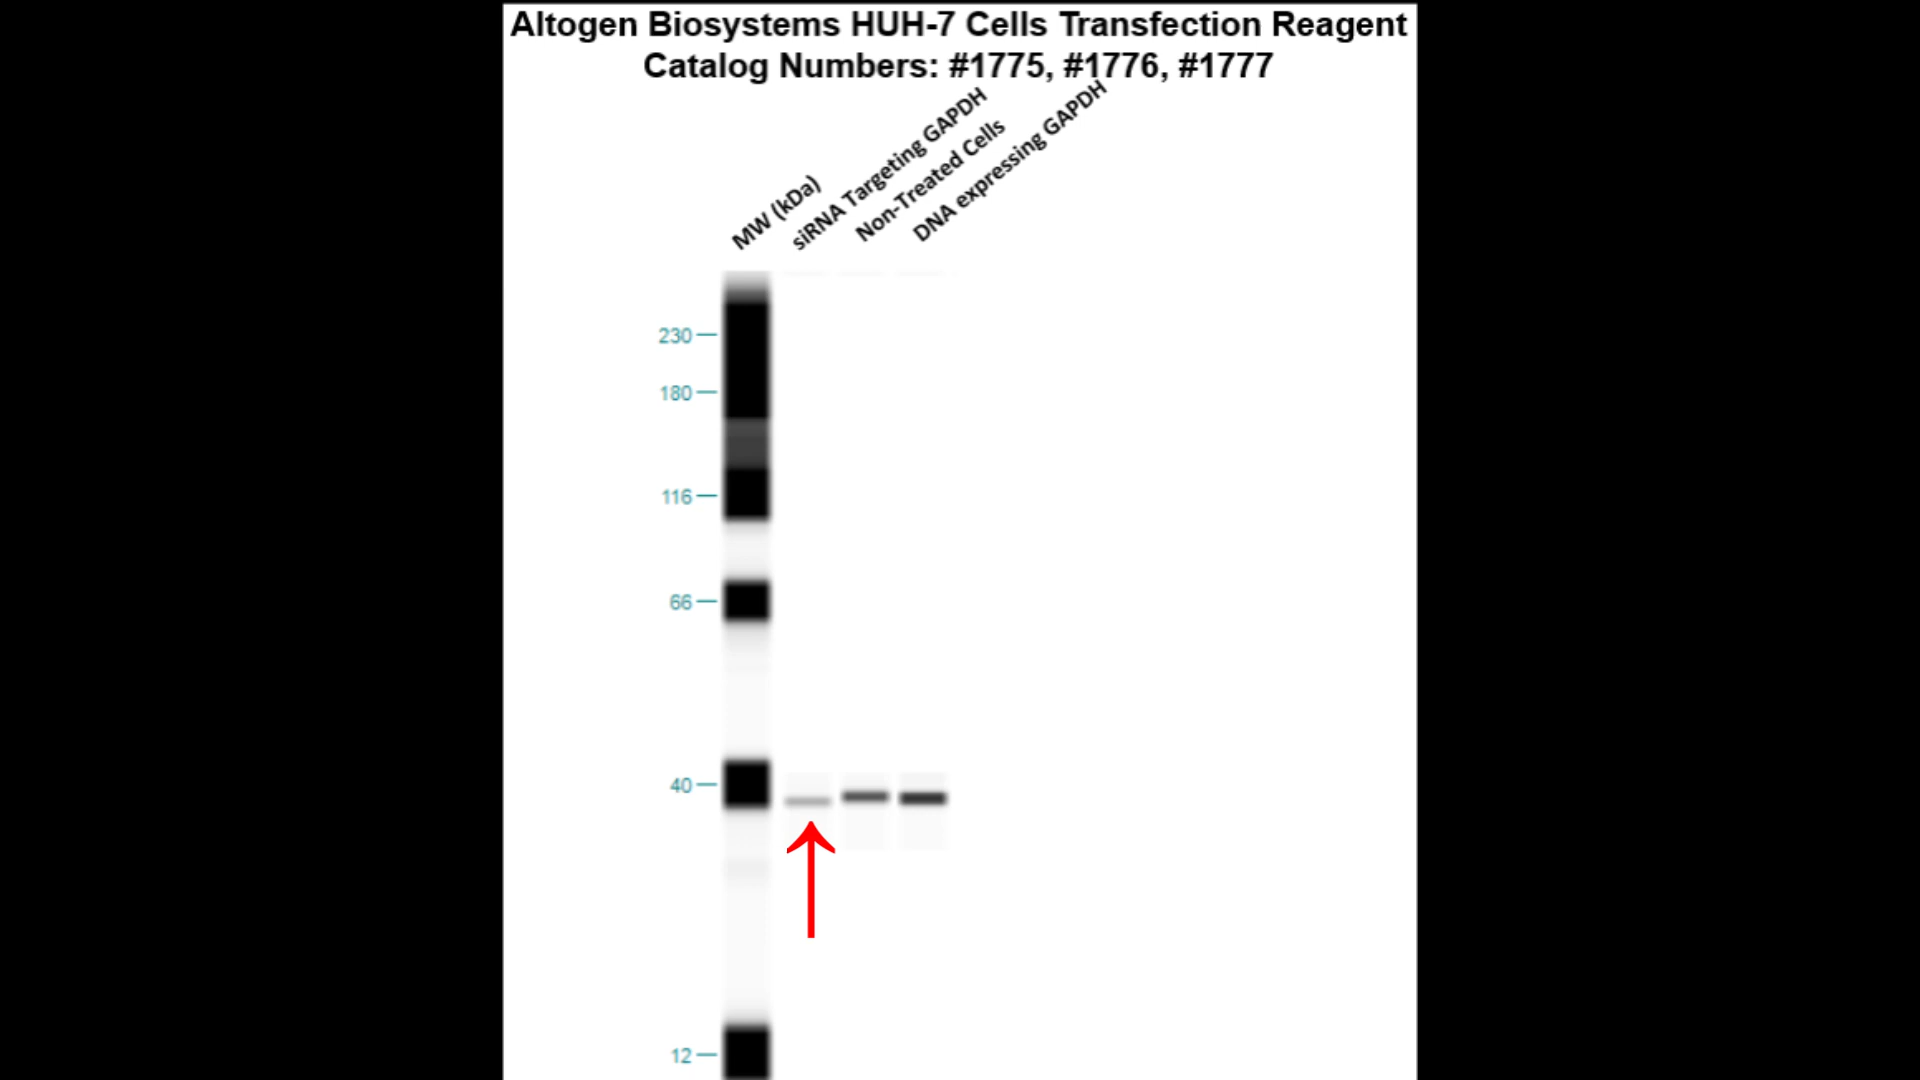 Altogen Biosystems HUH-7 Cells Transfection Reagent
Catalog Numbers: #1775, #1776, #1777
MW (kDa)
siRNA Targeting GAPDH
Non-Treated Cells
DNA expressing GAPDH
230
180
116
66
40
12